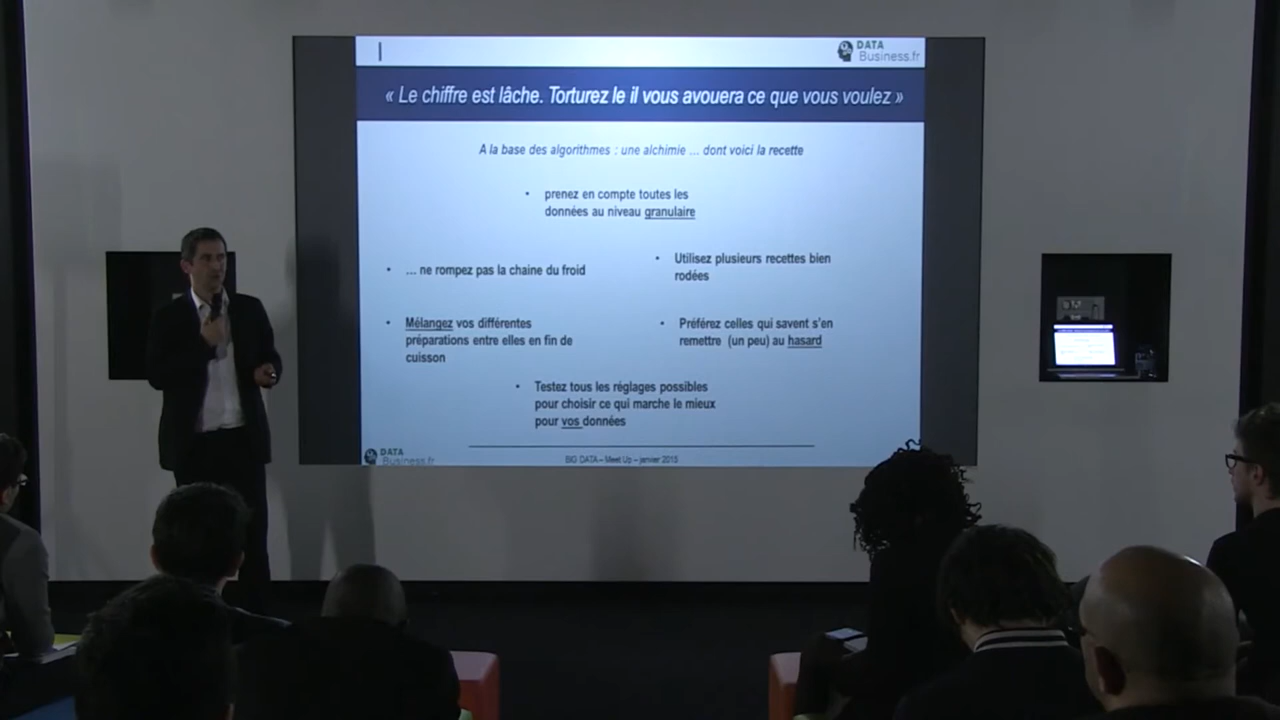 DATA
Business.fr
« Le chiffre est lâche. Torturez le il vous avouera ce que vous voulez »
A la base des algorithmes : une alchimie ... dont voici la recette
• prenez en compte toutes les
données au niveau granulaire
• Utilisez plusieurs recettes bien
rodées
• ... ne rompez pas la chaine du froid
• Mélangez vos différentes
préparations entre elles en fin de
cuisson
• Préférez celles qui savent s'en
remettre (un peu) au hasard
• Testez tous les réglages possibles
pour choisir ce qui marche le mieux
pour vos données
DATA
Business.fr
BIG DATA – Meet Up – janvier 2013